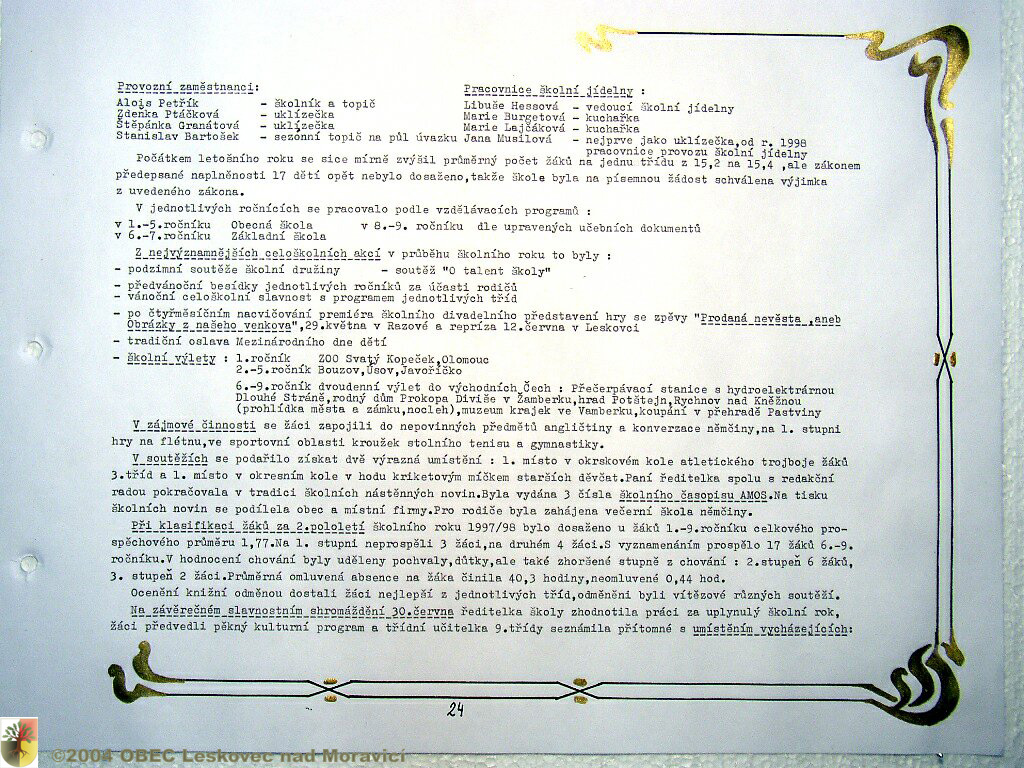 Provozní zaměstnanci:
Alois Petřík - školník a topič
Zdenka Ptáčková - uklízečka
Štěpánka Granátová - uklízečka
Stanislav Bartošek - sezónní topič na půl úvazku
Pracovnice školní jídelny :
Libuše Hessová - vedoucí školní jídelny
Marie Burgetová - kuchařka
Marie Lajčáková - kuchařka
Jana Musilová - nejprve jako uklízečka,od r. 1998
pracovnice provozu školní jídelny
Počátkem letošního roku se sice mírně zvýšil průměrný počet žáků na jednu třídu z 15,2 na 15,4 ,ale zákonem
předepsané naplněnosti 17 dětí opět nebylo dosaženo,takže škole byla na písemnou žádost schválena výjimka
z uvedeného zákona.
V jednotlivých ročnících se pracovalo podle vzdělávacích programů :
v 1.-5.ročníku Obecná škola v 8.-9. ročníku dle upravených učebních dokumentů
v 6.-7.ročníku Základní škola
Z nejvýznamnějších celoškolních akcí v průběhu školního roku to byly :
- podzimní soutěže školní družiny - soutěž "O talent školy"
- předvánoční besídky jednotlivých ročníků za účasti rodičů
- vánoční celoškolní slavnost s programem jednotlivých tříd
- po čtyřměsíčním nacvičování premiéra školního divadelního představení hry se zpěvy "Prodaná nevěsta ,aneb
Obrázky z našeho venkova",29.května v Razové a repríza 12.června v Leskovci
- tradiční oslava Mezinárodního dne dětí
- školní výlety : 1.ročník ZOO Svatý Kopeček,Olomouc
2.-5.ročník Bouzov,Úsov,Javoříčko
6.-9.ročník dvoudenní výlet do východních Čech : Přečerpávací stanice s hydroelektrárnou
Dlouhé Stráně,rodný dům Prokopa Diviše v Žamberku,hrad Potštejn,Rychnov nad Kněžnou
(prohlídka města a zámku,nocleh),muzeum krajek ve Vamberku,koupání v přehradě Pastviny
V zájmové činnosti se žáci zapojili do nepovinných předmětů angličtiny a konverzace němčiny,na 1. stupni
hry na flétnu,ve sportovní oblasti kroužek stolního tenisu a gymnastiky.
V soutěžích se podařilo získat dvě výrazná umístění : 1. místo v okrskovém kole atletického trojboje žáků
3.tříd a 1. místo v okresním kole v hodu kriketovým míčkem starších děvčat.Paní ředitelka spolu s redakční
radou pokračovala v tradici školních nástěnných novin.Byla vydána 3 čísla školního časopisu AMOS.Na tisku
školních novin se podílela obec a místní firmy.Pro rodiče byla zahájena večerní škola němčiny.
Při klasifikaci žáků za 2.pololetí školního roku 1997/98 bylo dosaženo u žáků 1.-9.ročníku celkového pro-
spěchového průměru 1,77.Na 1. stupni neprospěli 3 žáci,na druhém 4 žáci.S vyznamenáním prospělo 17 žáků 6.-9.
ročníku.V hodnocení chování byly uděleny pochvaly,důtky,ale také zhoršené stupně z chování : 2.stupeň 6 žáků,
3. stupeň 2 žáci.Průměrná omluvená absence na žáka činila 40,3 hodiny,neomluvené 0,44 hod.
Ocenění knižní odměnou dostali žáci nejlepší z jednotlivých tříd,odměněni byli vítězové různých soutěží.
Na závěrečném slavnostním shromáždění 30.června ředitelka školy zhodnotila práci za uplynulý školní rok,
žáci předvedli pěkný kulturní program a třídní učitelka 9.třídy seznámila přítomné s umístěním vycházejících:
24
©2004 OBEC Leskovec nad Moravicí